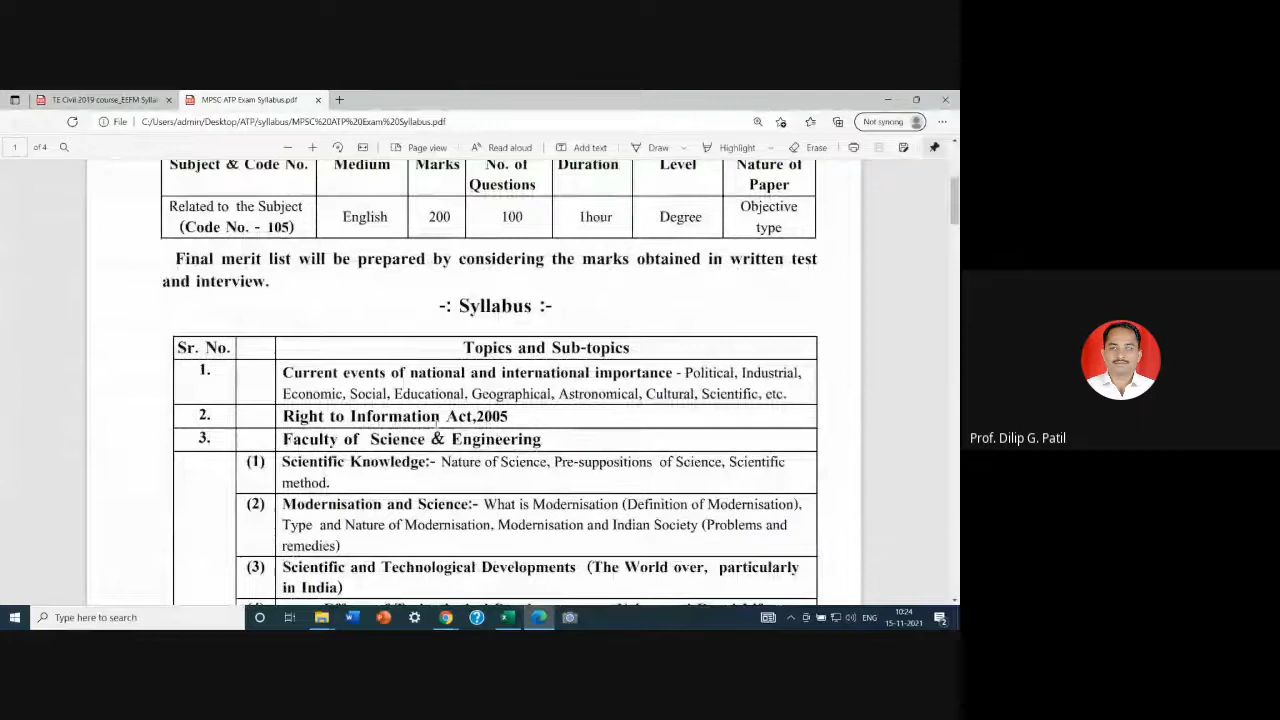 TE Civil 2019 course_EEFM Sylla
MPSC ATP Exam Syllabus.pdf
File
C:/Users/admin/Desktop/ATP/syllabus/MPSC%20ATP%20Exam%20Syllabus.pdf
Not syncing
1 of 4
Page view
Read aloud
Add text
Draw
Highlight
Erase
Subject & Code No.
Medium
Marks
No. of
Questions
Duration
Level
Nature of
Paper
Related to the Subject
(Code No. - 105)
English
200
100
1hour
Degree
Objective
type
Final merit list will be prepared by considering the marks obtained in written test
and interview.
-: Syllabus :-
Sr. No.
Topics and Sub-topics
1.
Current events of national and international importance - Political, Industrial,
Economic, Social, Educational, Geographical, Astronomical, Cultural, Scientific, etc.
2.
Right to Information Act,2005
3.
Faculty of Science & Engineering
(1)
Scientific Knowledge:- Nature of Science, Pre-suppositions of Science, Scientific
method.
(2)
Modernisation and Science:- What is Modernisation (Definition of Modernisation),
Type and Nature of Modernisation, Modernisation and Indian Society (Problems and
remedies)
(3)
Scientific and Technological Developments (The World over, particularly
in India)
Prof. Dilip G. Patil
Type here to search
ENG
10:24
15-11-2021